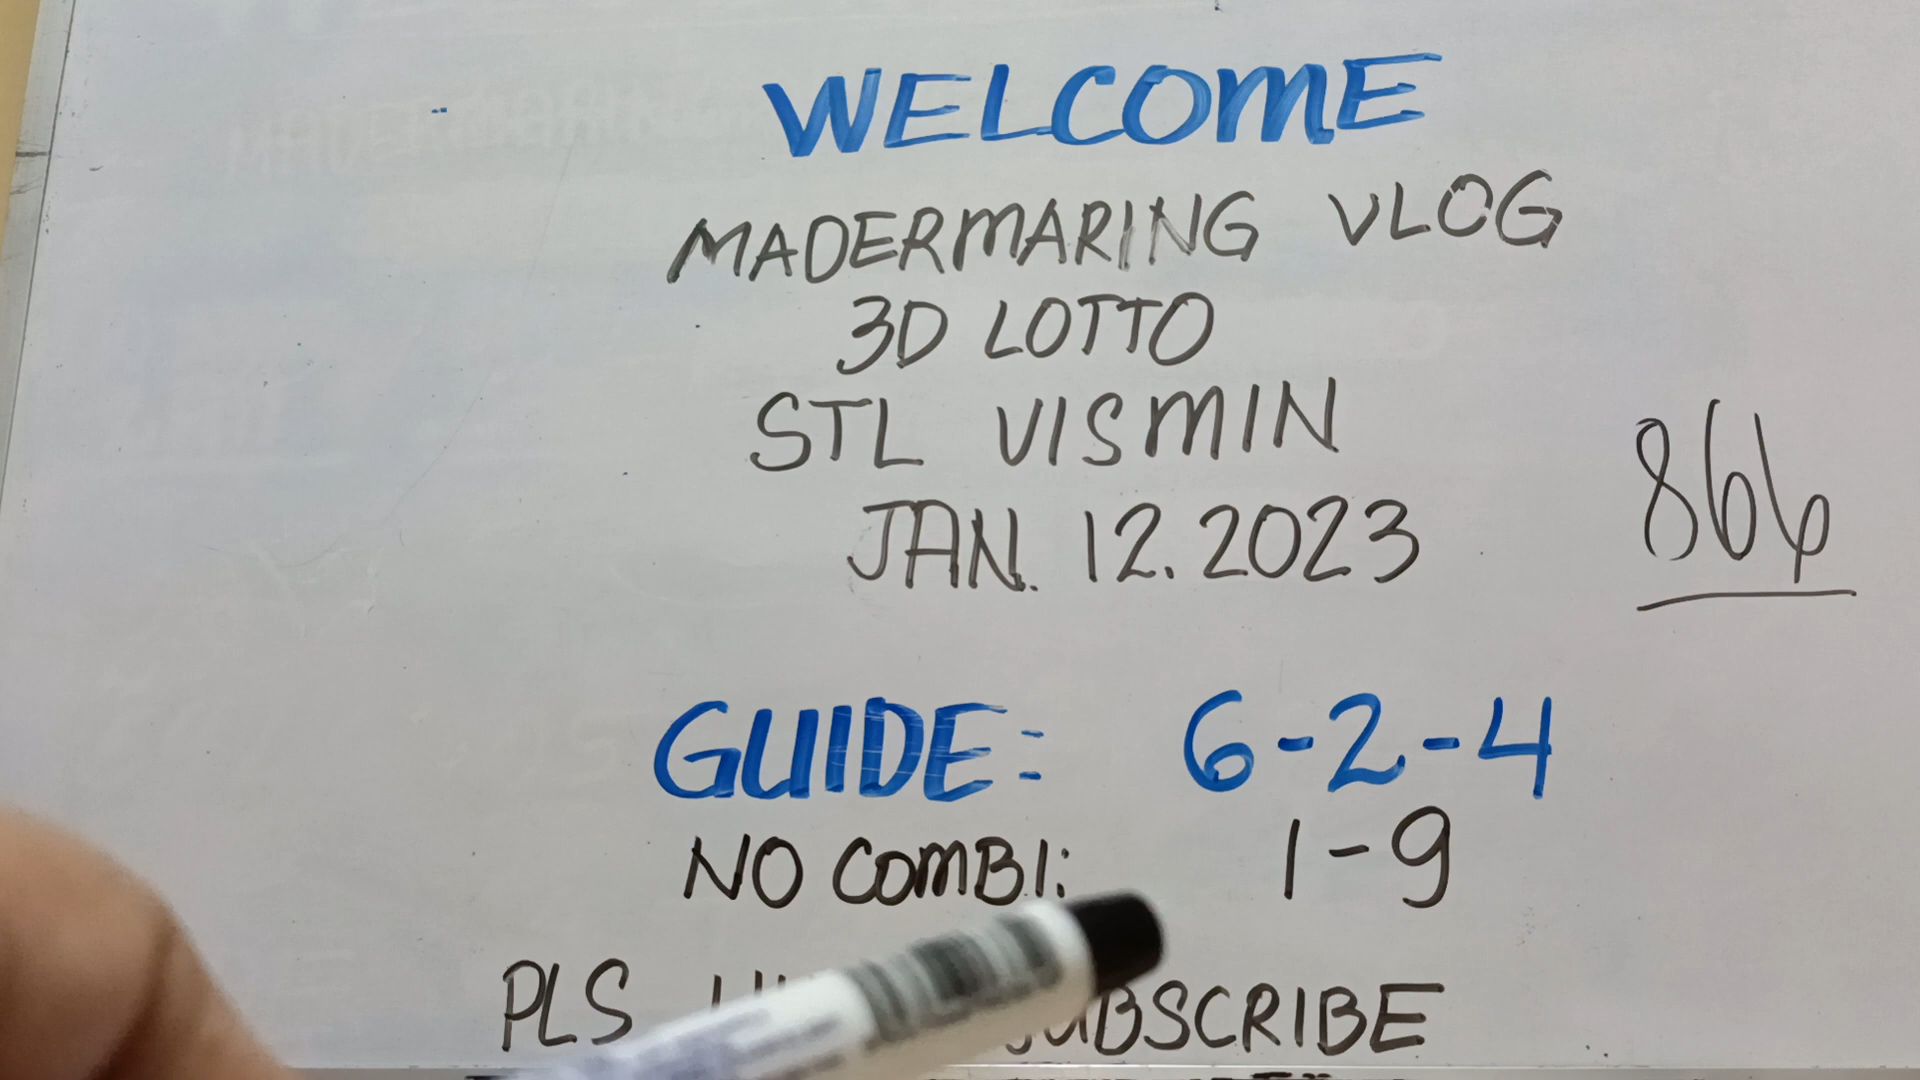 WELCOME
MADERMARING VLOG
3D LOTTO
STL VISMIN
JAN. 12. 2023
866
GUIDE: 6-2-4
NO COMBI: 1-9
PLS